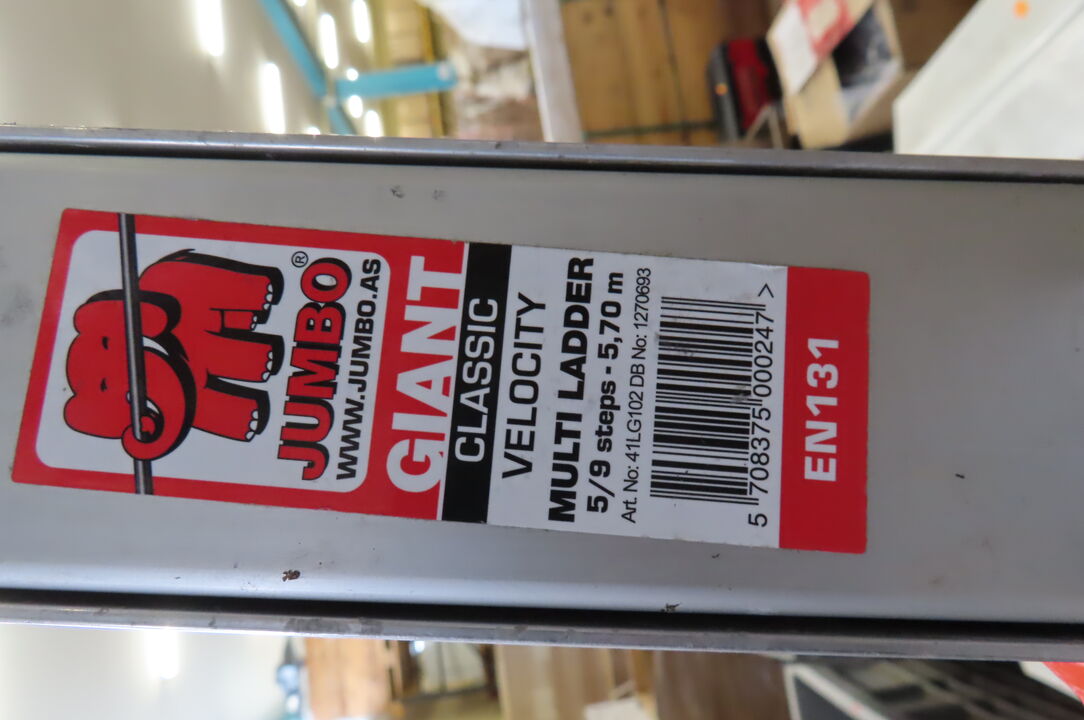 JUMBO®
WWW.JUMBO.AS
GIANT
CLASSIC
VELOCITY
MULTI LADDER
5/9 steps - 5,70 m
Art. No: 41LG102 DB No: 1270693
5 708375 000247 >
EN131